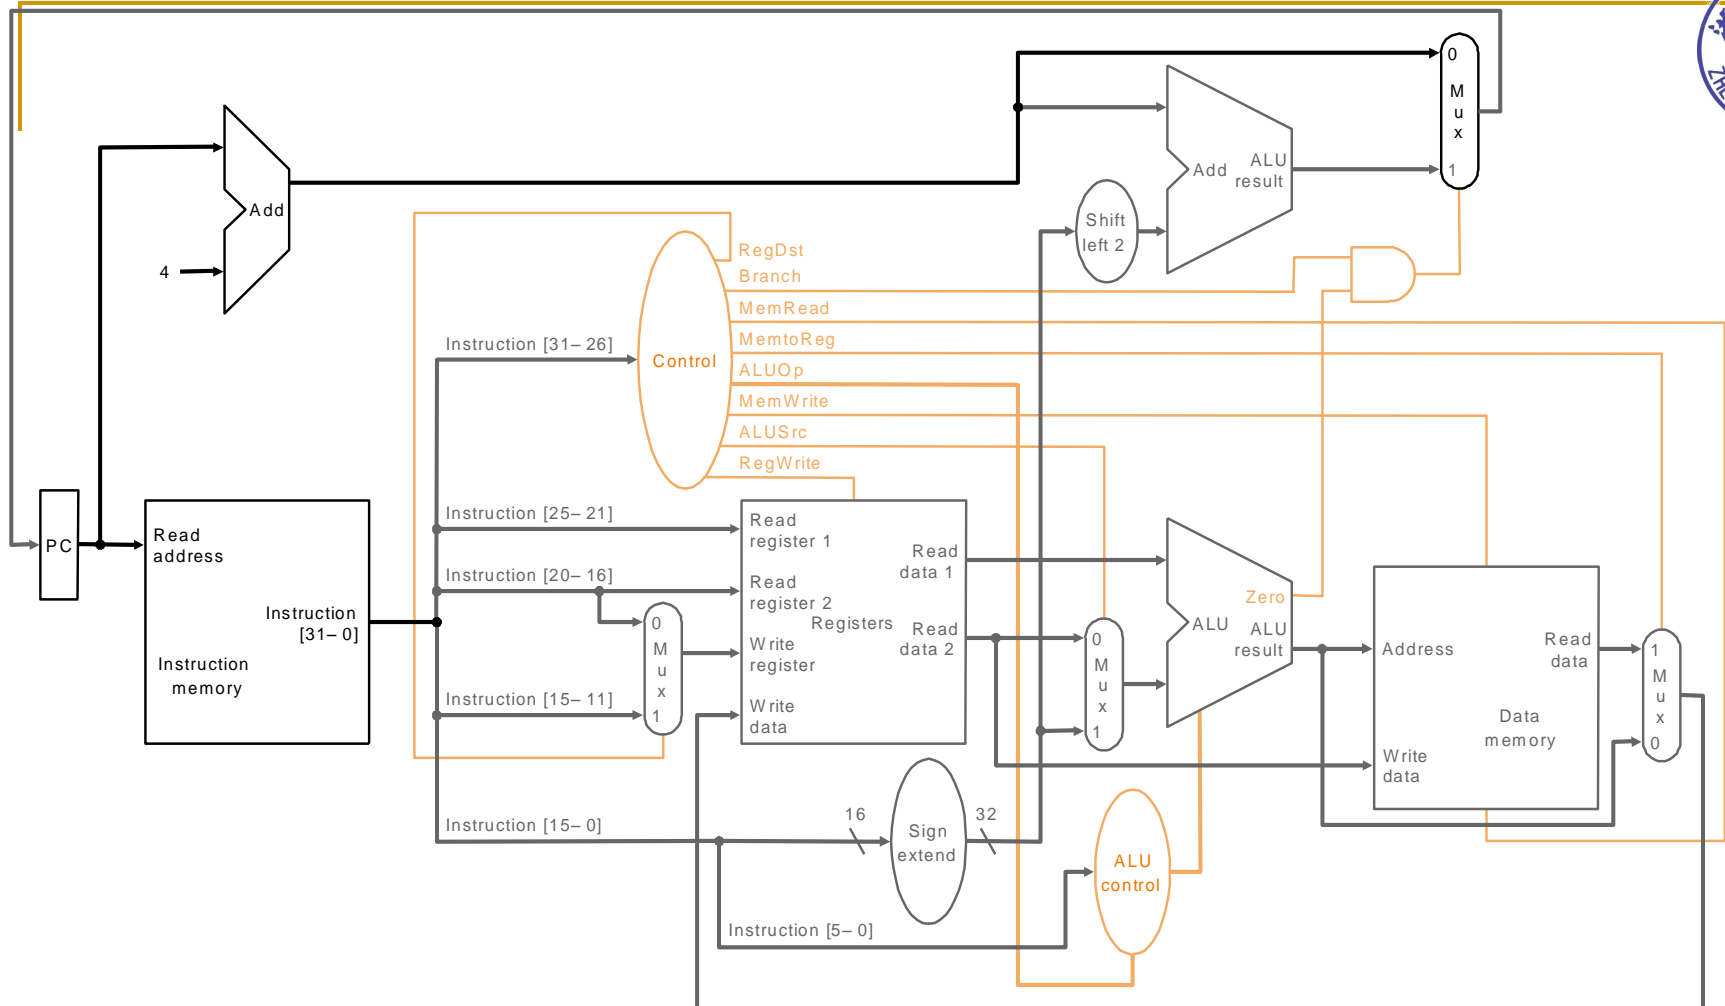 0
M
u
x
1
Add
ALU
result
Shift
left 2
Add
4
RegDst
Branch
MemRead
MemtoReg
ALUOp
MemWrite
ALUSrc
RegWrite
Control
Instruction [31– 26]
Instruction [25– 21]
Instruction [20– 16]
Instruction [15– 11]
Instruction [15– 0]
Instruction [5– 0]
PC
Read
address
Instruction
[31– 0]
Instruction
memory
0
M
u
x
1
Read
register 1
Read
register 2
Write
register
Write
data
Registers
Read
data 1
Read
data 2
0
M
u
x
1
Zero
ALU
ALU
result
Address
Write
data
Read
data
Data
memory
1
M
u
x
0
16
Sign
extend
32
ALU
control